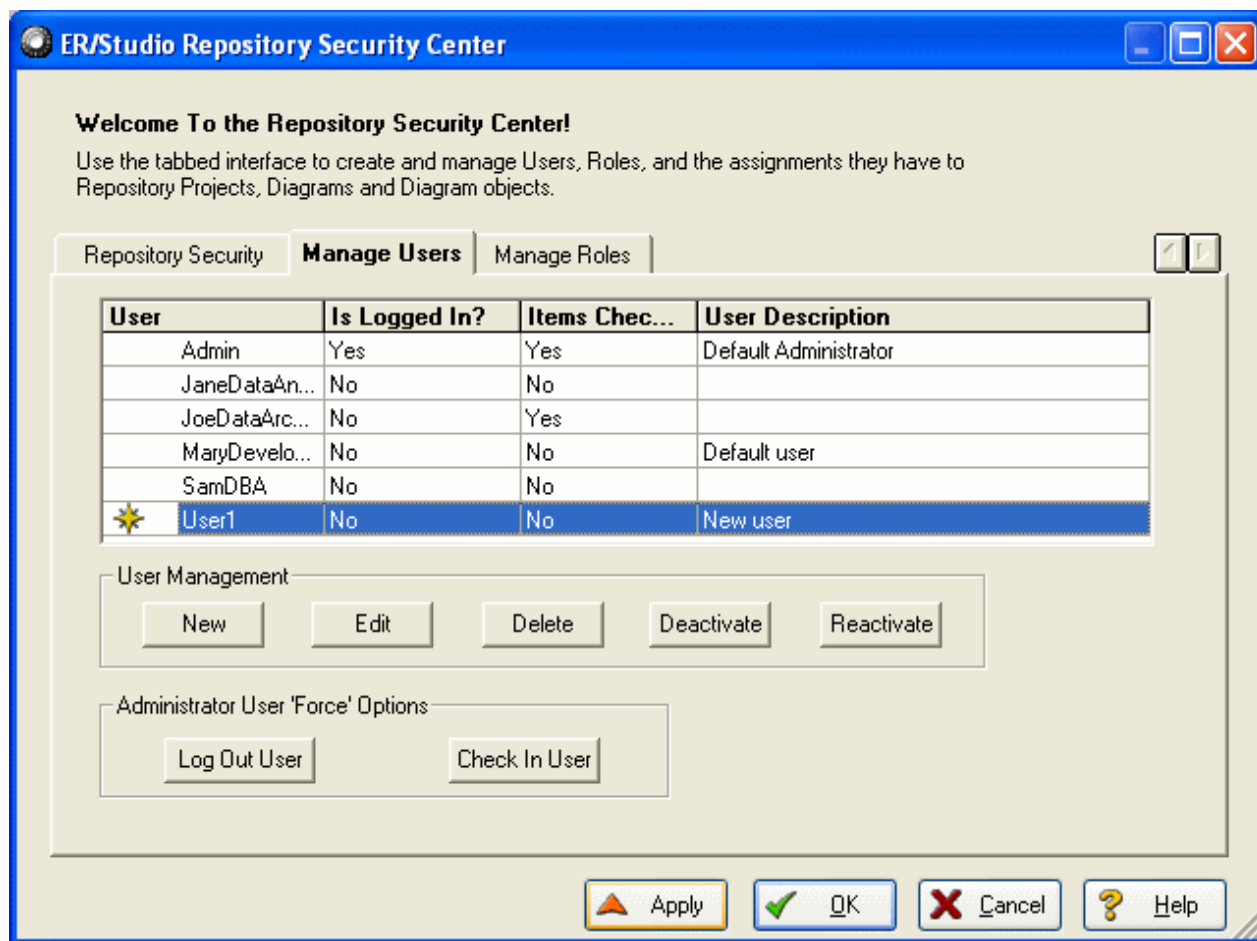 ER/Studio Repository Security Center
Welcome To the Repository Security Center!
Use the tabbed interface to create and manage Users, Roles, and the assignments they have to
Repository Projects, Diagrams and Diagram objects.
Repository Security Manage Users Manage Roles
User Is Logged In? Items Chec... User Description
Admin Yes Yes Default Administrator
JaneDataAn... No No
JoeDataArc... No Yes
MaryDevelo... No No Default user
SamDBA No No
User1 No No New user
User Management
New Edit Delete Deactivate Reactivate
Administrator User 'Force' Options
Log Out User Check In User
Apply OK Cancel Help